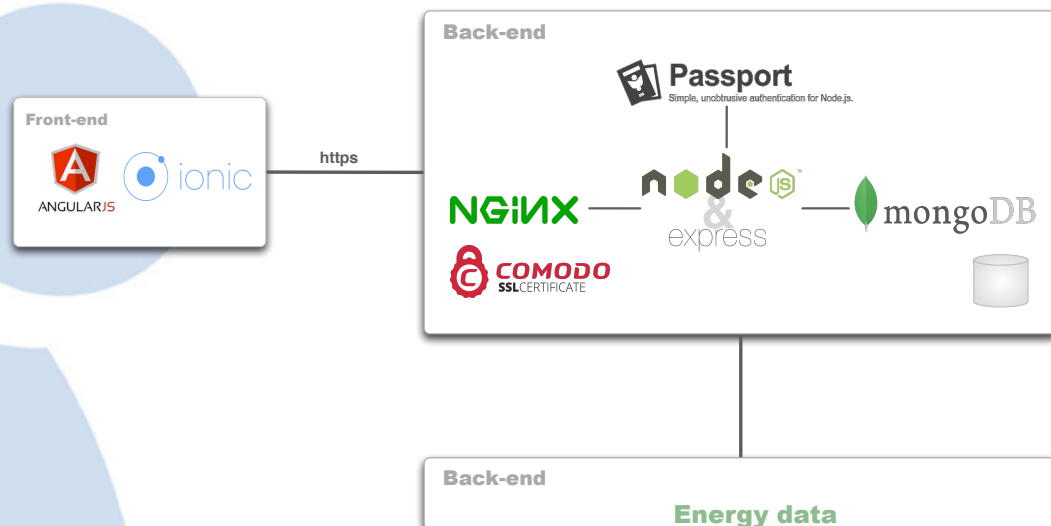 Back-end
Passport
Simple, unobtrusive authentication for Node.js.
Front-end
ANGULARJS
ionic
https
NGiNX
node JS™
&
express
mongoDB
C COMODO
SSLCERTIFICATE
Back-end
Energy data